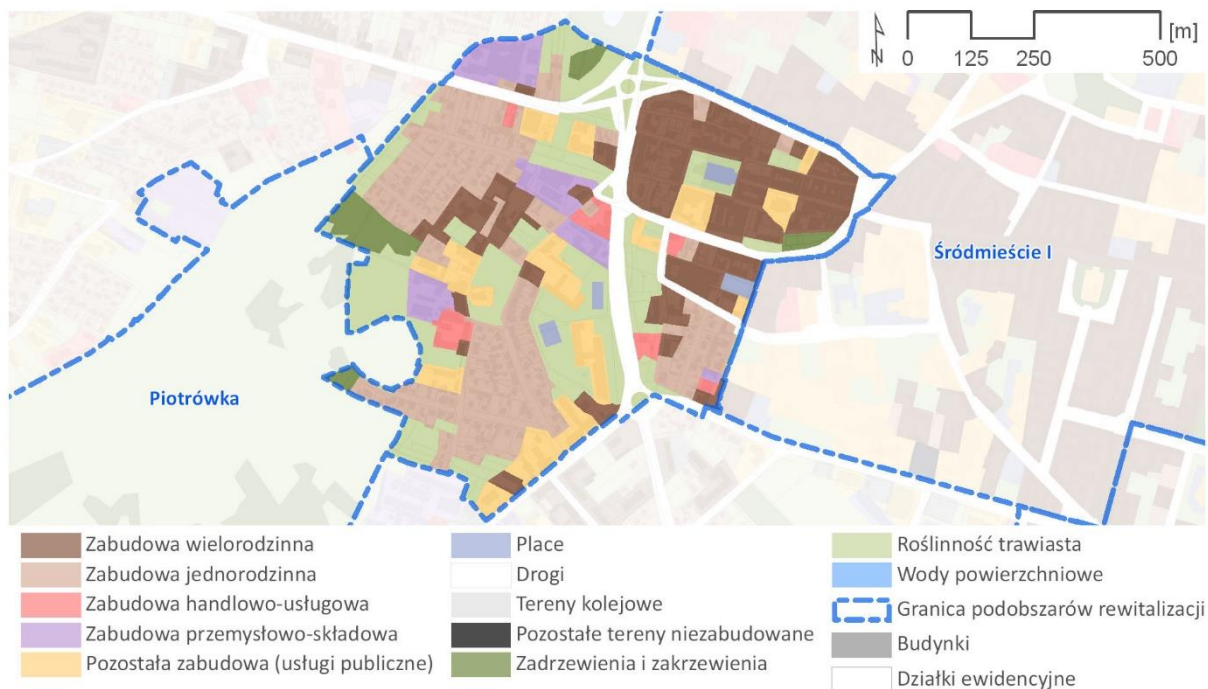 [m]
N
0 125 250 500
Śródmieście I
Piotrówka
Zabudowa wielorodzinna
Zabudowa jednorodzinna
Zabudowa handlowo-usługowa
Zabudowa przemysłowo-składowa
Pozostała zabudowa (usługi publiczne)
Place
Drogi
Tereny kolejowe
Pozostałe tereny niezabudowane
Zadrzewienia i zakrzewienia
Roślinność trawiasta
Wody powierzchniowe
Granica podobszarów rewitalizacji
Budynki
Działki ewidencyjne